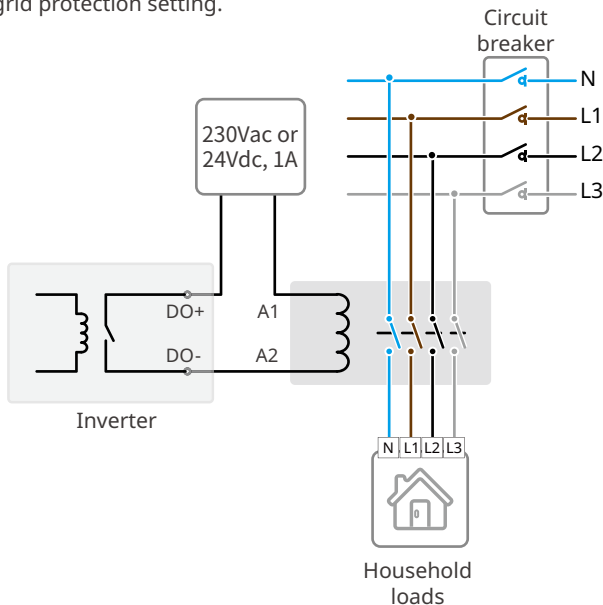 grid protection setting.
Circuit
breaker
N
L1
L2
L3
230Vac or
24Vdc, 1A
DO+
A1
DO-
A2
Inverter
N L1 L2 L3
Household
loads